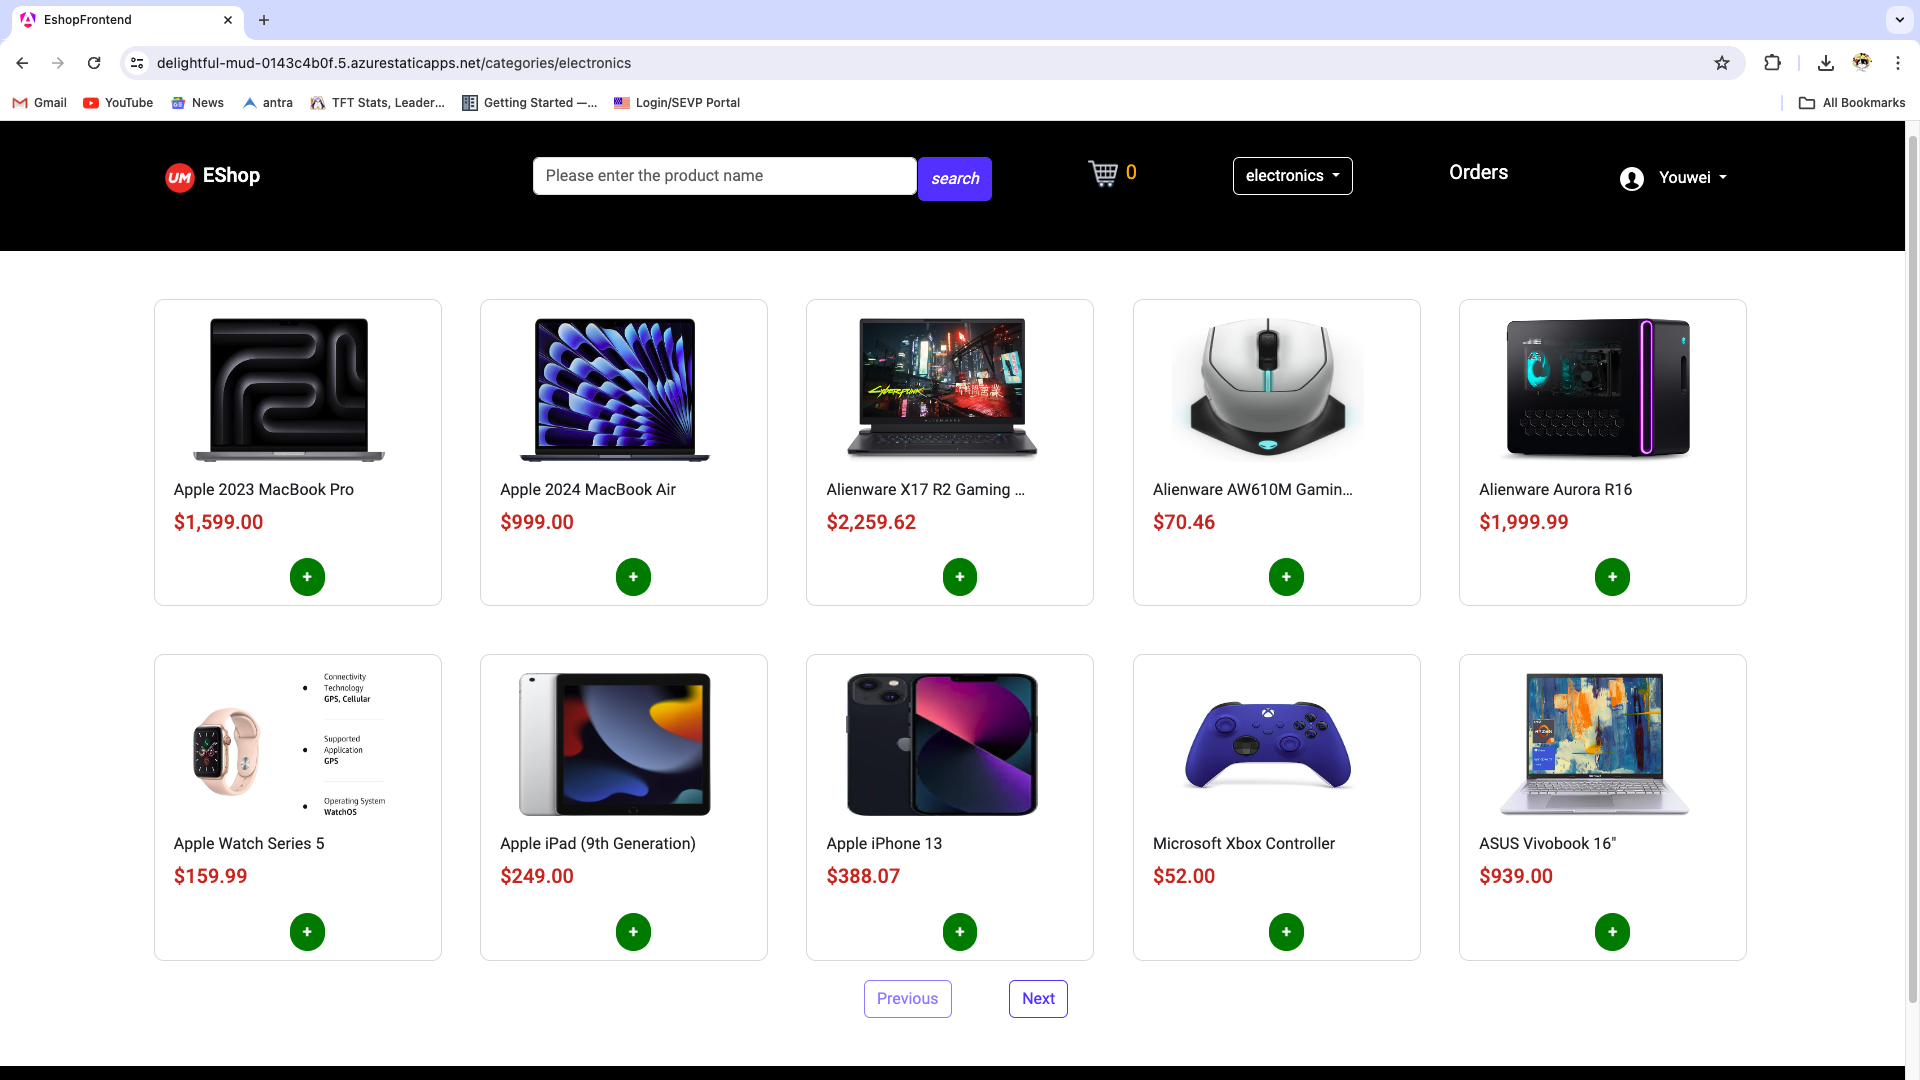 EshopFrontend
delightful-mud-0143c4b0f.5.azurestaticapps.net/categories/electronics
Gmail YouTube News antra TFT Stats, Leader... Getting Started —... Login/SEVP Portal All Bookmarks
UM EShop Please enter the product name search 0 electronics Orders Youwei
Apple 2023 MacBook Pro
$1,599.00
+
Apple 2024 MacBook Air
$999.00
+
Cyberpunk
ALIENWARE
Alienware X17 R2 Gaming ...
$2,259.62
+
Alienware AW610M Gamin...
$70.46
+
Alienware Aurora R16
$1,999.99
+
Connectivity
Technology
GPS, Cellular
Supported
Application
GPS
Operating System
WatchOS
Apple Watch Series 5
$159.99
+
Apple iPad (9th Generation)
$249.00
+
Apple iPhone 13
$388.07
+
Microsoft Xbox Controller
$52.00
+
RYZEN
ASUS Vivobook 16"
$939.00
+
Previous Next